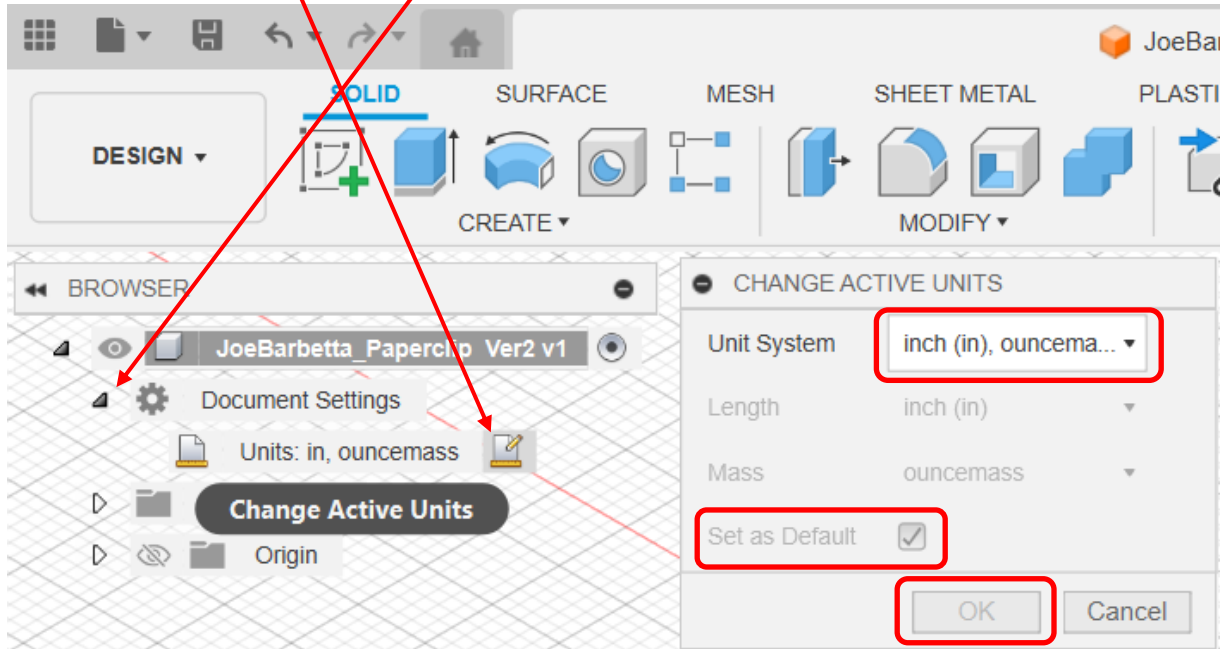 JoeBar
SOLID SURFACE MESH SHEET METAL PLASTI
DESIGN ▾
CREATE ▾ MODIFY ▾
BROWSER
JoeBarbetta_Paperclip Ver2 v1
Document Settings
Units: in, ouncemass
Change Active Units
Origin
CHANGE ACTIVE UNITS
Unit System inch (in), ouncema... ▾
Length inch (in) ▾
Mass ouncemass ▾
Set as Default
OK Cancel